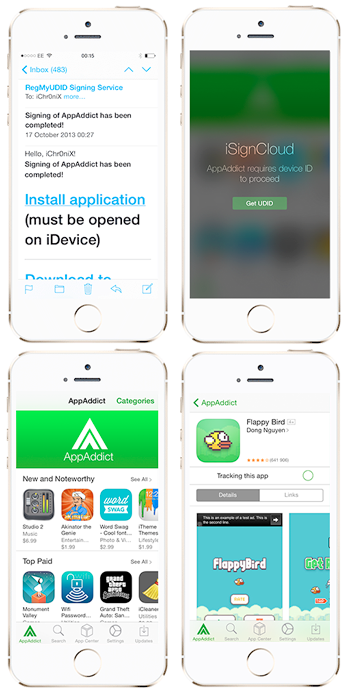 EE
00:15
Inbox (483)
RegMyUDID Signing Service
To: iChr0niX more...
Signing of AppAddict has been
completed!
17 October 2013 00:27
Hello, iChr0niX!
Signing of AppAddict has been
completed!
Install application
(must be opened
on iDevice)
Download to
iSignCloud
AppAddict requires device ID
to proceed
Get UDID
AppAddict
Categories
AppAddict
New and Noteworthy
See All >
Studio 2
Music
$6.99
Akinator the
Genie
Entertain...
$1.99
Word Swag
- Cool font...
Photo & Vi...
$2.99
iTheme
Themes
Lifestyle
$1.99
Top Paid
See All >
Monument
Valley
Games
Wifi
Password...
Utilities
Grand Theft
Auto: San...
Games
iCleaner
Utilities
AppAddict
Search
App Center
Settings
Updates
AppAddict
Flappy Bird
Dong Nguyen >
Tracking this app
Details
Links
This is an example of a test ad. This is
the second line.
FlappyBird
RATE
AppAddict
Search
App Center
Settings
Updates